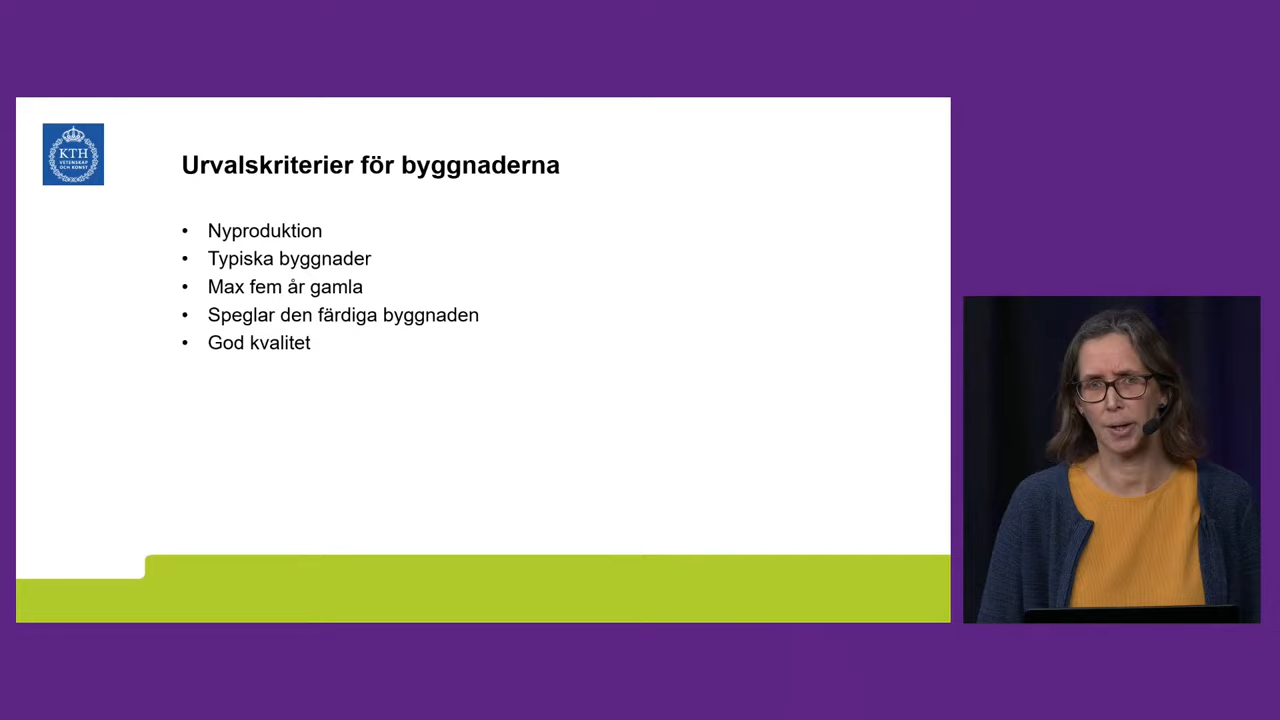 KTH
VETENSKAP
OCH KONST
Urvalskriterier för byggnaderna
• Nyproduktion
• Typiska byggnader
• Max fem år gamla
• Speglar den färdiga byggnaden
• God kvalitet